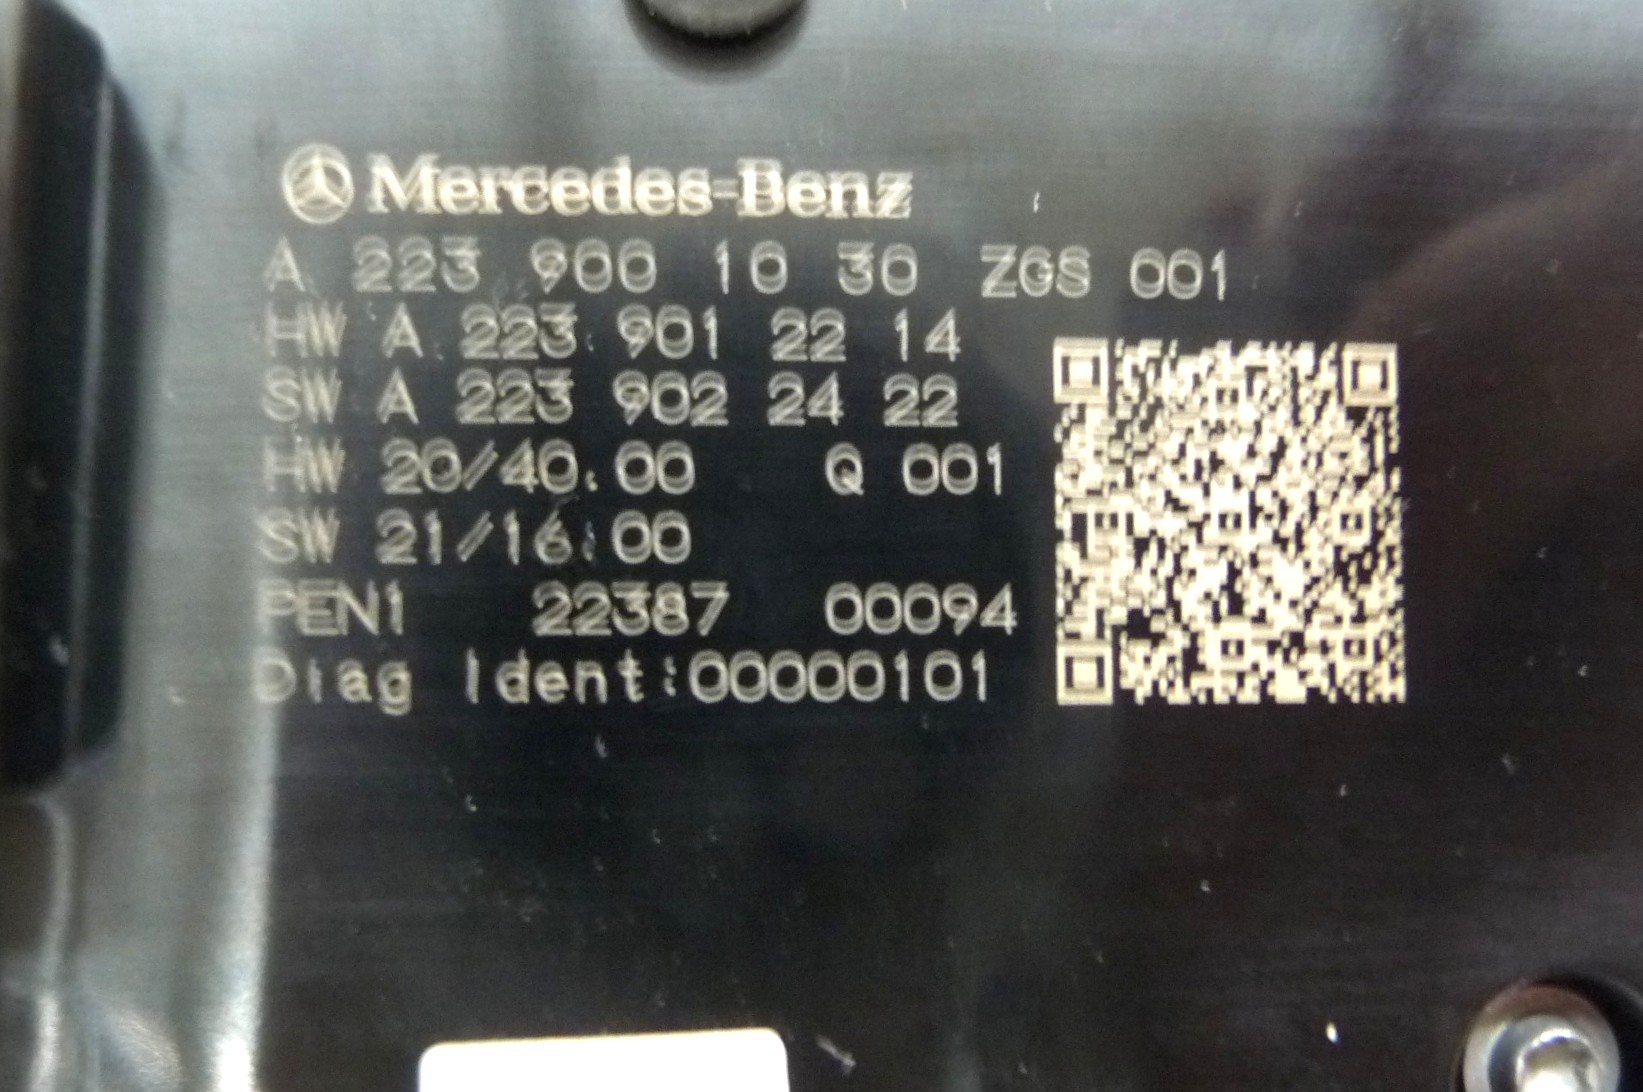 Mercedes-Benz
A 223 900 10 30 ZGS 001
HW A 223 901 22 14
SW A 223 902 24 22
HW 20/40.00 Q 001
SW 21/16.00
PEN1 22387 00094
Diag Ident:00000101